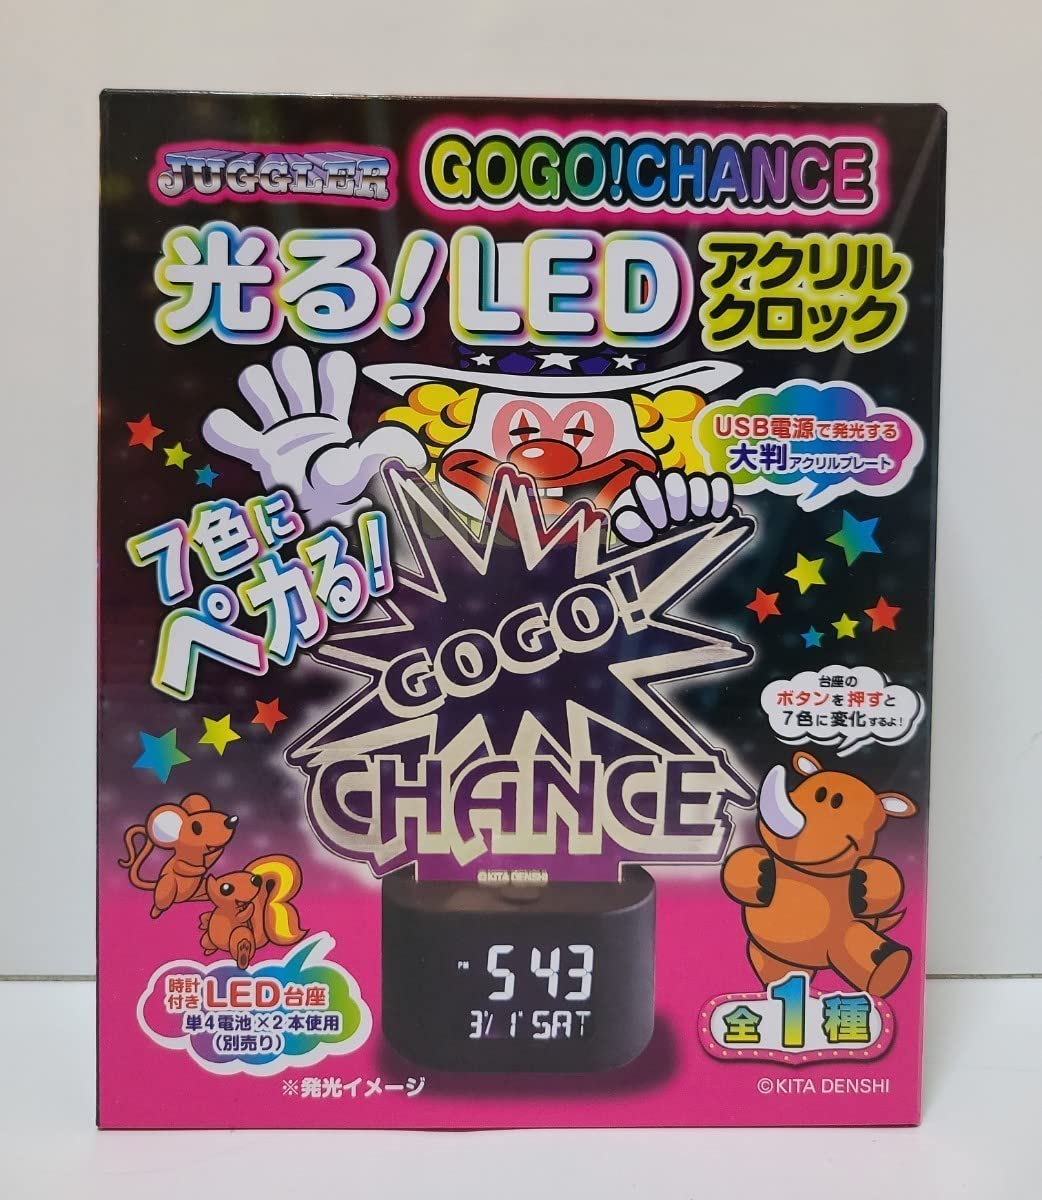 JUGGLER
GOGO!CHANCE
光る!LED
アクリル
クロック
USB電源で発光する
大判アクリルプレート
7色に
ペカる!
GOGO!
CHANCE
©KITA DENSHI
台座の
ボタンを押すと
7色に変化するよ!
PM 5 43
3/ 1 SAT
時計
付き LED台座
単4電池×2本使用
(別売り)
全1種
※発光イメージ
©KITA DENSHI